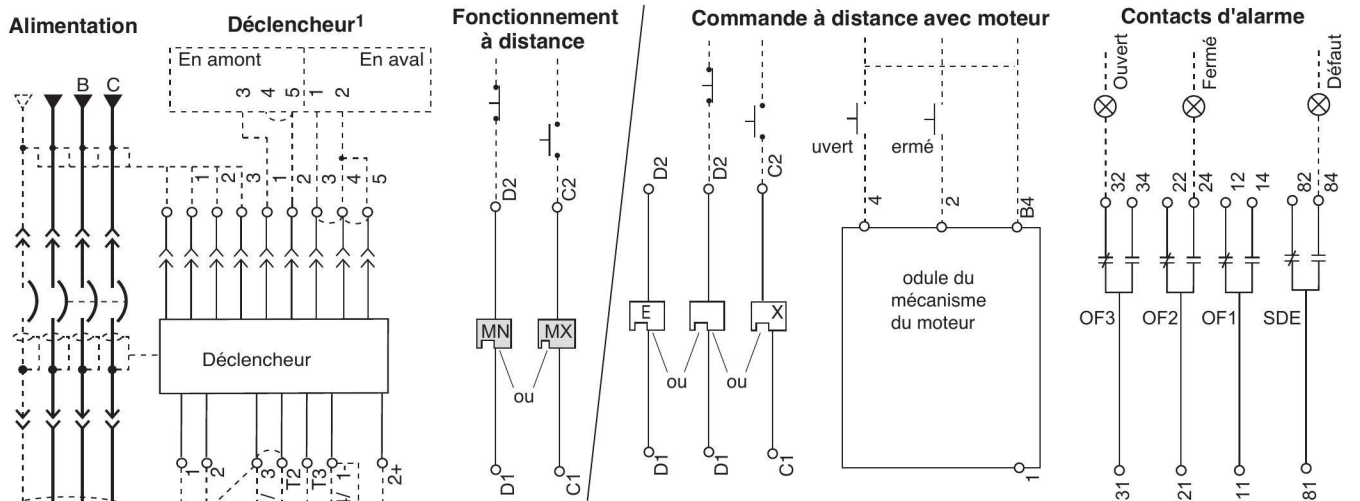 Alimentation
Déclencheur1
Fonctionnement
à distance
Commande à distance avec moteur
Contacts d'alarme
En amont
En aval
B
C
3
4
5
1
2
Ouvert
Fermé
Défaut
uvert
ermé
1
2
3
1
2
3
4
5
D2
C2
D2
D2
C2
4
2
B4
32
34
22
24
12
14
82
84
Déclencheur
MN
MX
ou
E
X
ou
ou
odule du
mécanisme
du moteur
OF3
OF2
OF1
SDE
1
2
3
T2
T3
1-
2+
D1
C1
D1
D1
C1
1
31
21
11
81